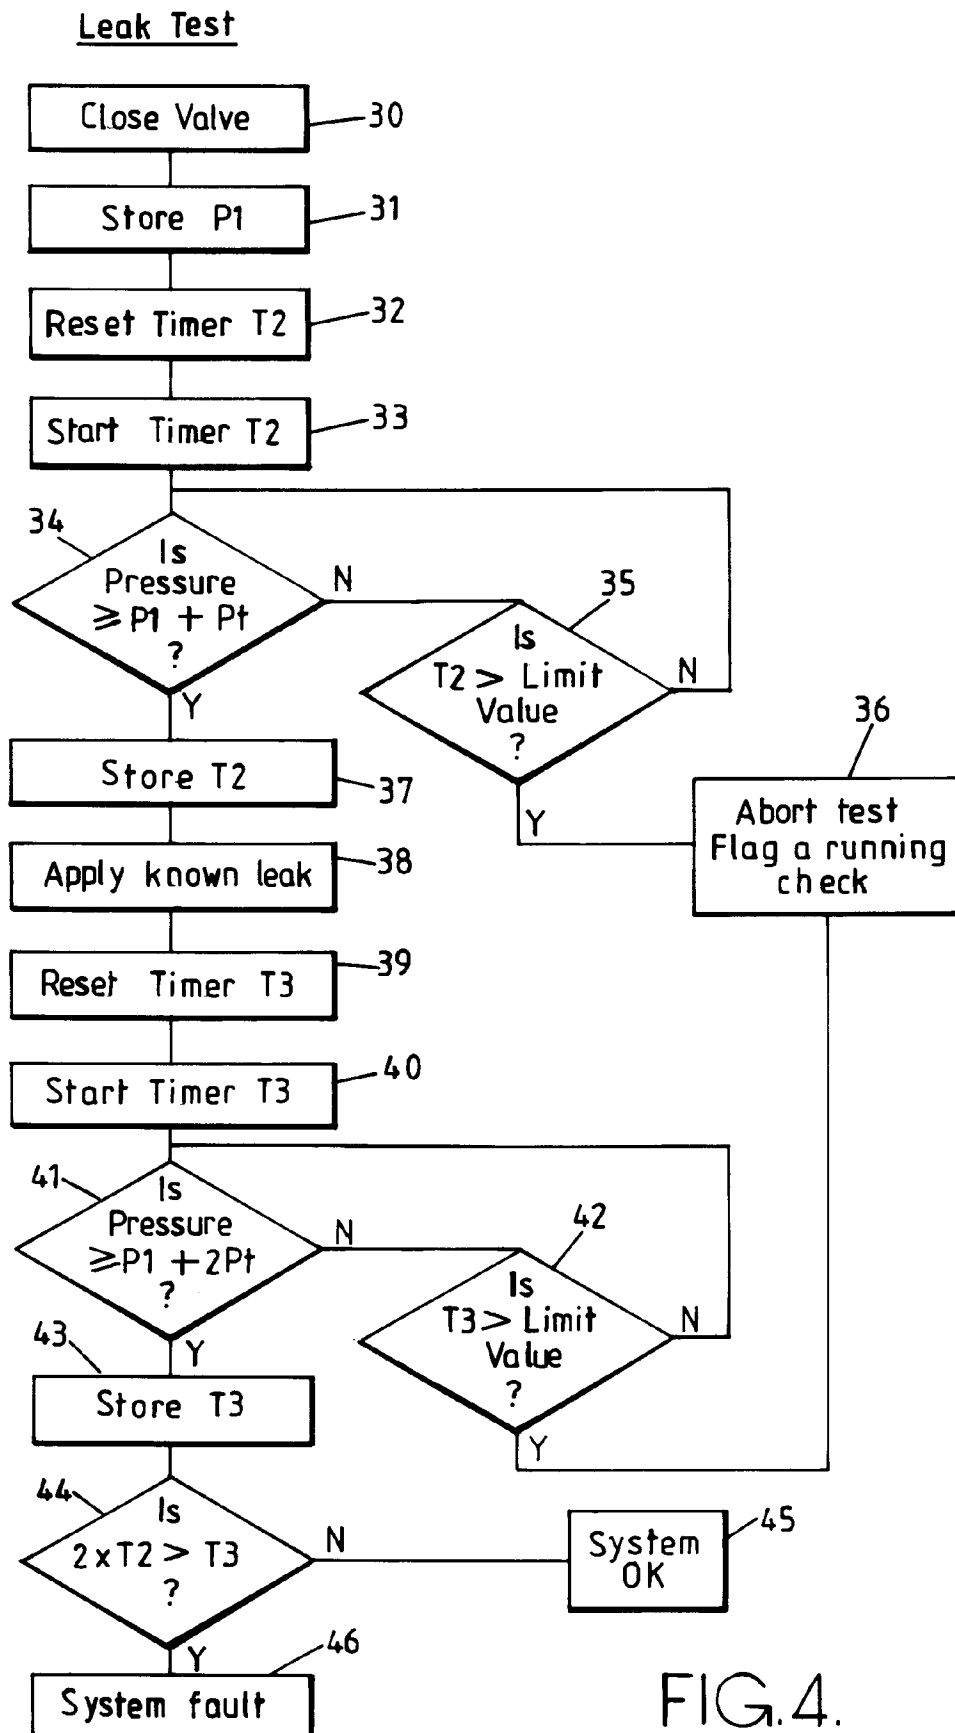 Leak Test
Close Valve
30
Store P1
31
Reset Timer T2
32
Start Timer T2
33
34
Is
Pressure
≥ P1 + Pt
?
N
Y
35
Is
T2 > Limit
Value
?
N
Y
36
Abort test
Flag a running
check
Store T2
37
Apply known leak
38
Reset Timer T3
39
Start Timer T3
40
41
Is
Pressure
≥P1 + 2Pt
?
N
Y
42
Is
T3 > Limit
Value
?
N
Y
43
Store T3
44
Is
2xT2 > T3
?
N
Y
45
System
OK
46
System fault
FIG.4.